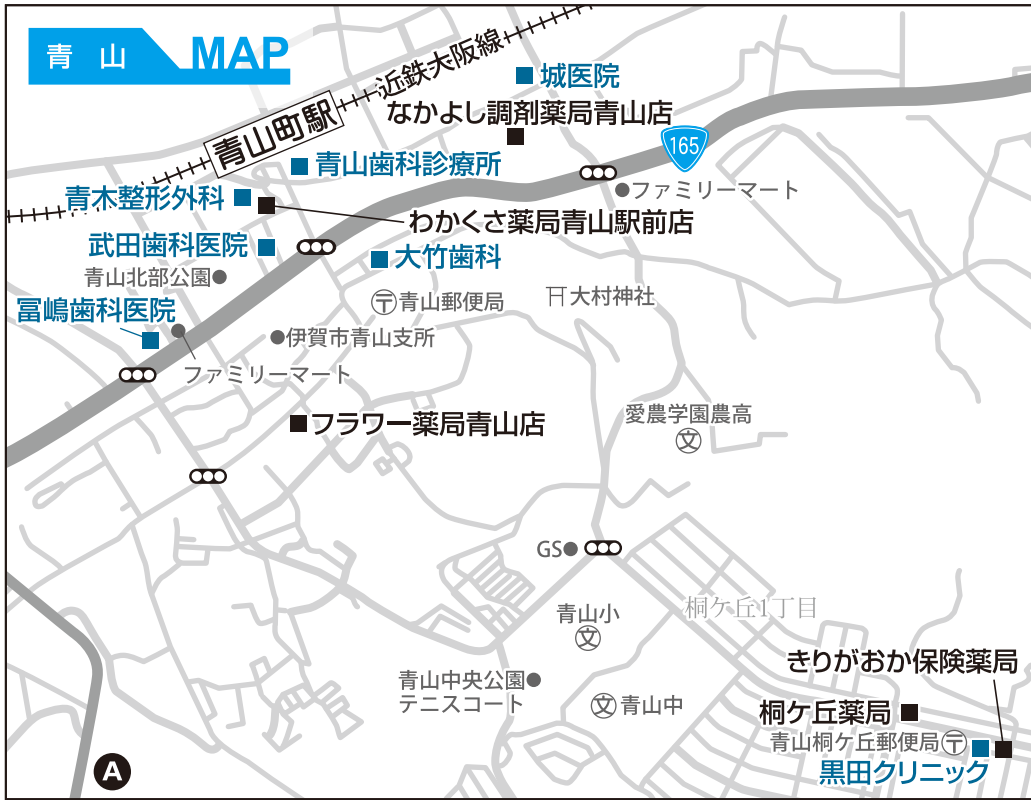 青山 MAP
近鉄大阪線
城医院
なかよし調剤薬局青山店
青山町駅
165
青山歯科診療所
ファミリーマート
青木整形外科
わかくさ薬局青山駅前店
武田歯科医院
大竹歯科
青山北部公園
青山郵便局
大村神社
冨嶋歯科医院
伊賀市青山支所
ファミリーマート
愛農学園農高
文
フラワー薬局青山店
GS
桐ケ丘1丁目
青山小
文
きりがおか保険薬局
青山中央公園
テニスコート
文青山中
桐ケ丘薬局
青山桐ケ丘郵便局
黒田クリニック
A